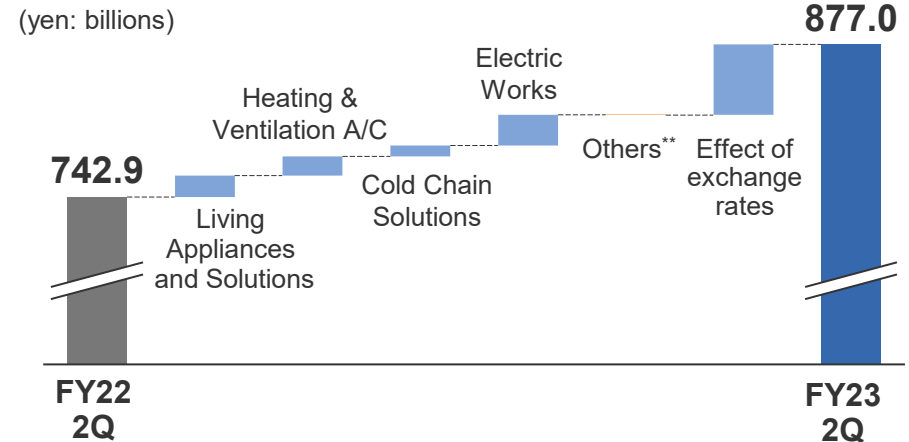 (yen: billions)
877.0
Electric
Works
Heating &
Ventilation A/C
Others** Effect of
exchange
rates
742.9
Cold Chain
Solutions
Living
Appliances
and Solutions
FY22
2Q
FY23
2Q